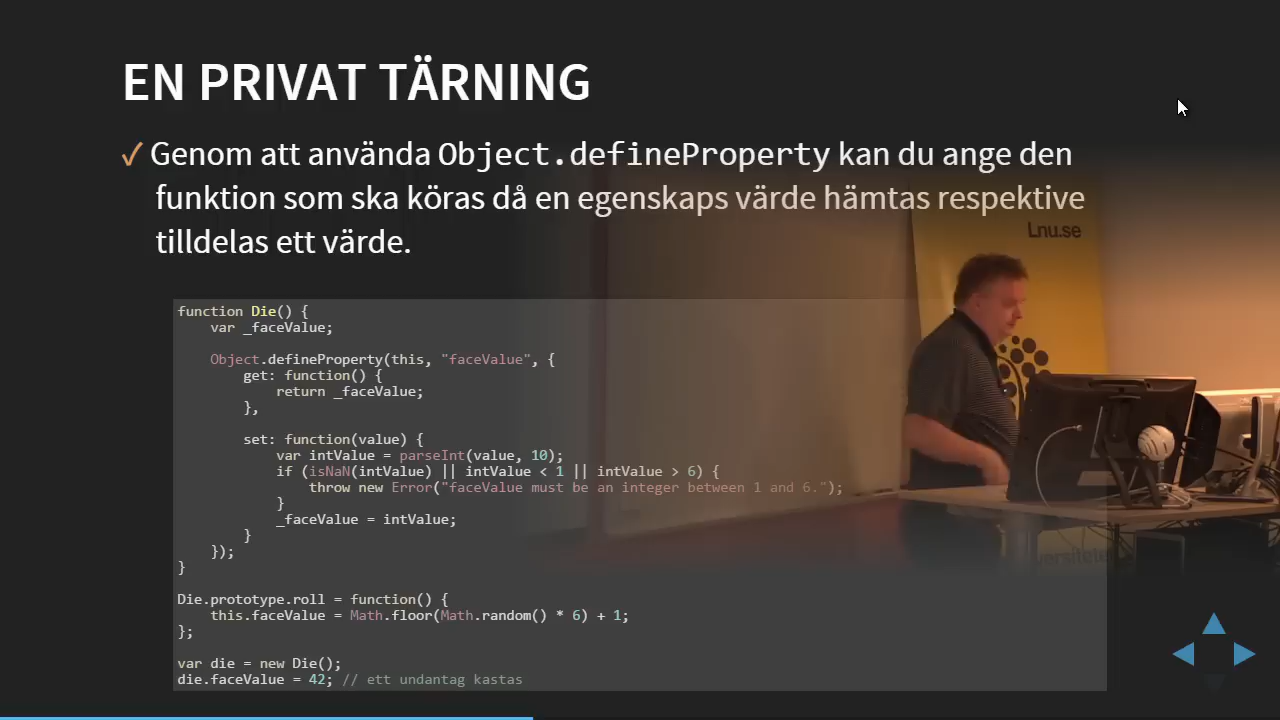 EN PRIVAT TÄRNING
✓ Genom att använda Object.defineProperty kan du ange den
funktion som ska köras då en egenskaps värde hämtas respektive
tilldelas ett värde.
Lnu.se
function Die() {
    var _faceValue;
    Object.defineProperty(this, "faceValue", {
        get: function() {
            return _faceValue;
        },
        set: function(value) {
            var intValue = parseInt(value, 10);
            if (isNaN(intValue) || intValue < 1 || intValue > 6) {
                throw new Error("faceValue must be an integer between 1 and 6.");
            }
            _faceValue = intValue;
        }
    });
}
Die.prototype.roll = function() {
    this.faceValue = Math.floor(Math.random() * 6) + 1;
};
var die = new Die();
die.faceValue = 42; // ett undantag kastas